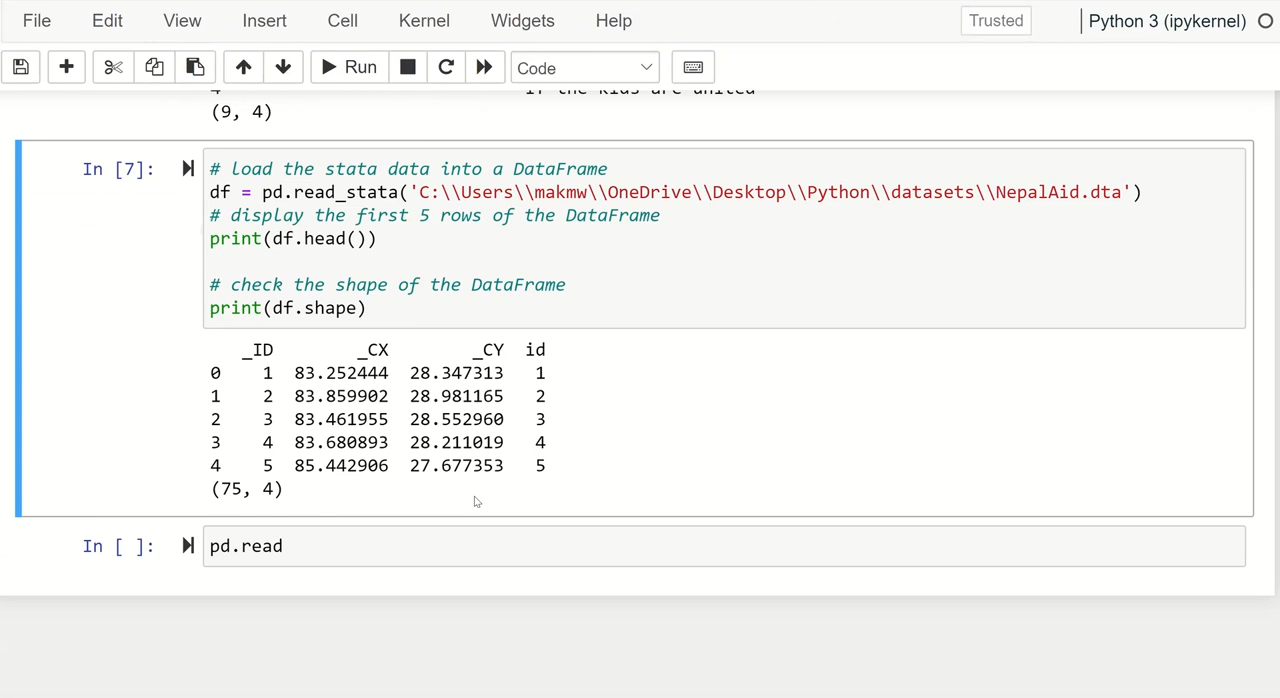 File Edit View Insert Cell Kernel Widgets Help Trusted Python 3 (ipykernel)
Run Code
(9, 4)
In [7]: # load the stata data into a DataFrame
df = pd.read_stata('C:\\Users\\makmw\\OneDrive\\Desktop\\Python\\datasets\\NepalAid.dta')
# display the first 5 rows of the DataFrame
print(df.head())
# check the shape of the DataFrame
print(df.shape)
_ID _CX _CY id
0 1 83.252444 28.347313 1
1 2 83.859902 28.981165 2
2 3 83.461955 28.552960 3
3 4 83.680893 28.211019 4
4 5 85.442906 27.677353 5
(75, 4)
In [ ]: pd.read